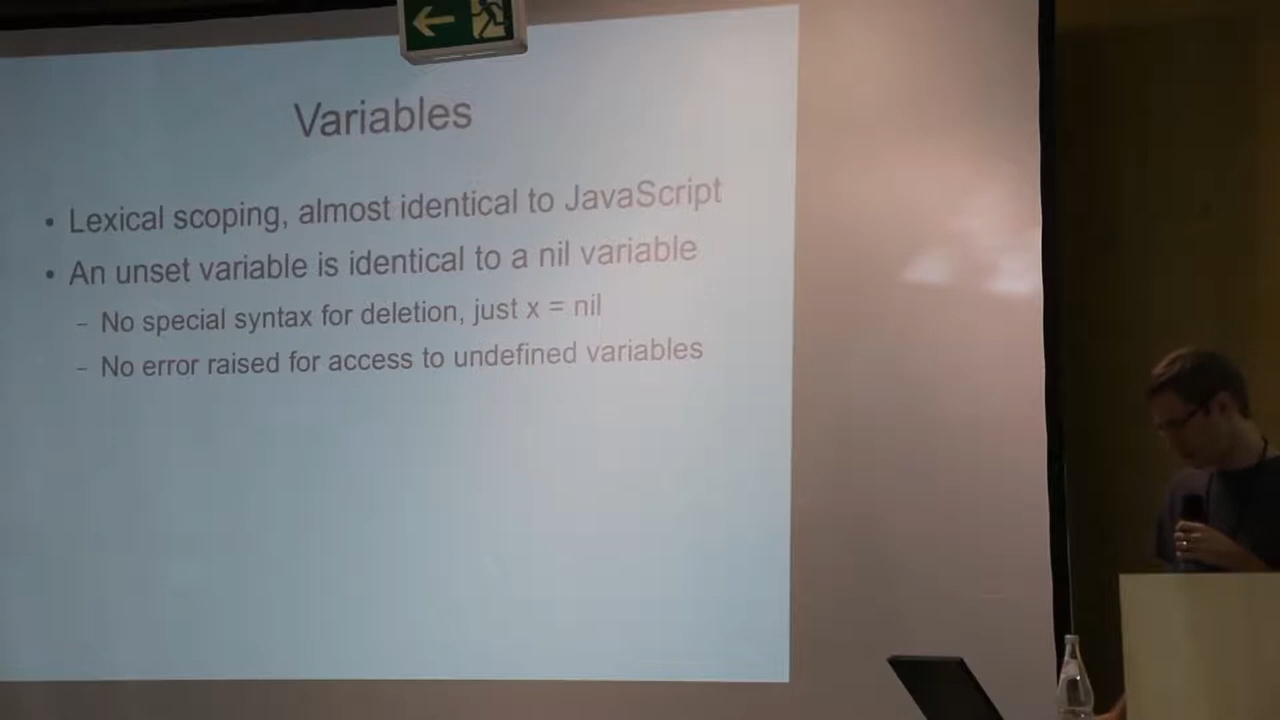 Variables
• Lexical scoping, almost identical to JavaScript
• An unset variable is identical to a nil variable
– No special syntax for deletion, just x = nil
– No error raised for access to undefined variables